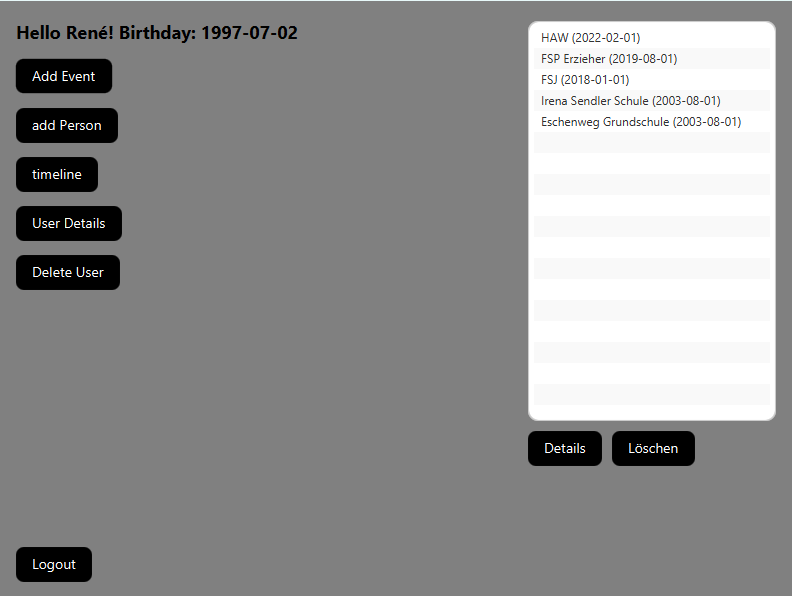 Hello René! Birthday: 1997-07-02
Add Event
add Person
timeline
User Details
Delete User
Logout
HAW (2022-02-01)
FSP Erzieher (2019-08-01)
FSJ (2018-01-01)
Irena Sendler Schule (2003-08-01)
Eschenweg Grundschule (2003-08-01)
Details
Löschen